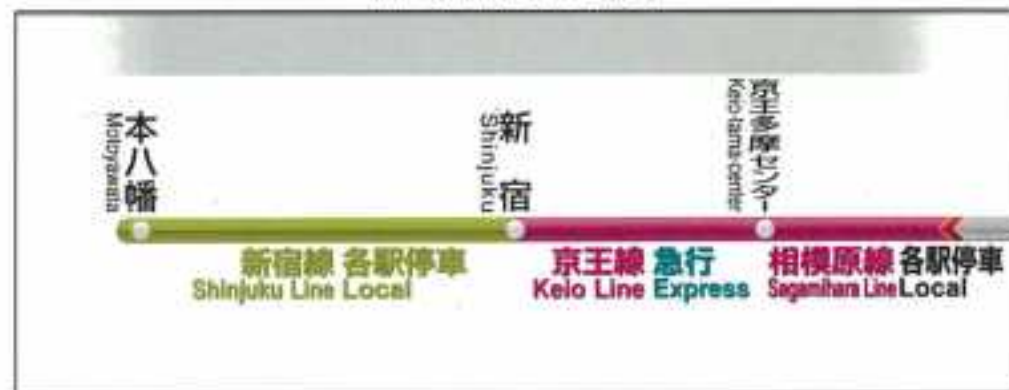 本八幡
Motoyawata
新宿
Shinjuku
京王多摩センター
Keio-tama-center
新宿線 各駅停車
Shinjuku Line Local
京王線 急行
Keio Line Express
相模原線 各駅停車
Sagamihara Line Local